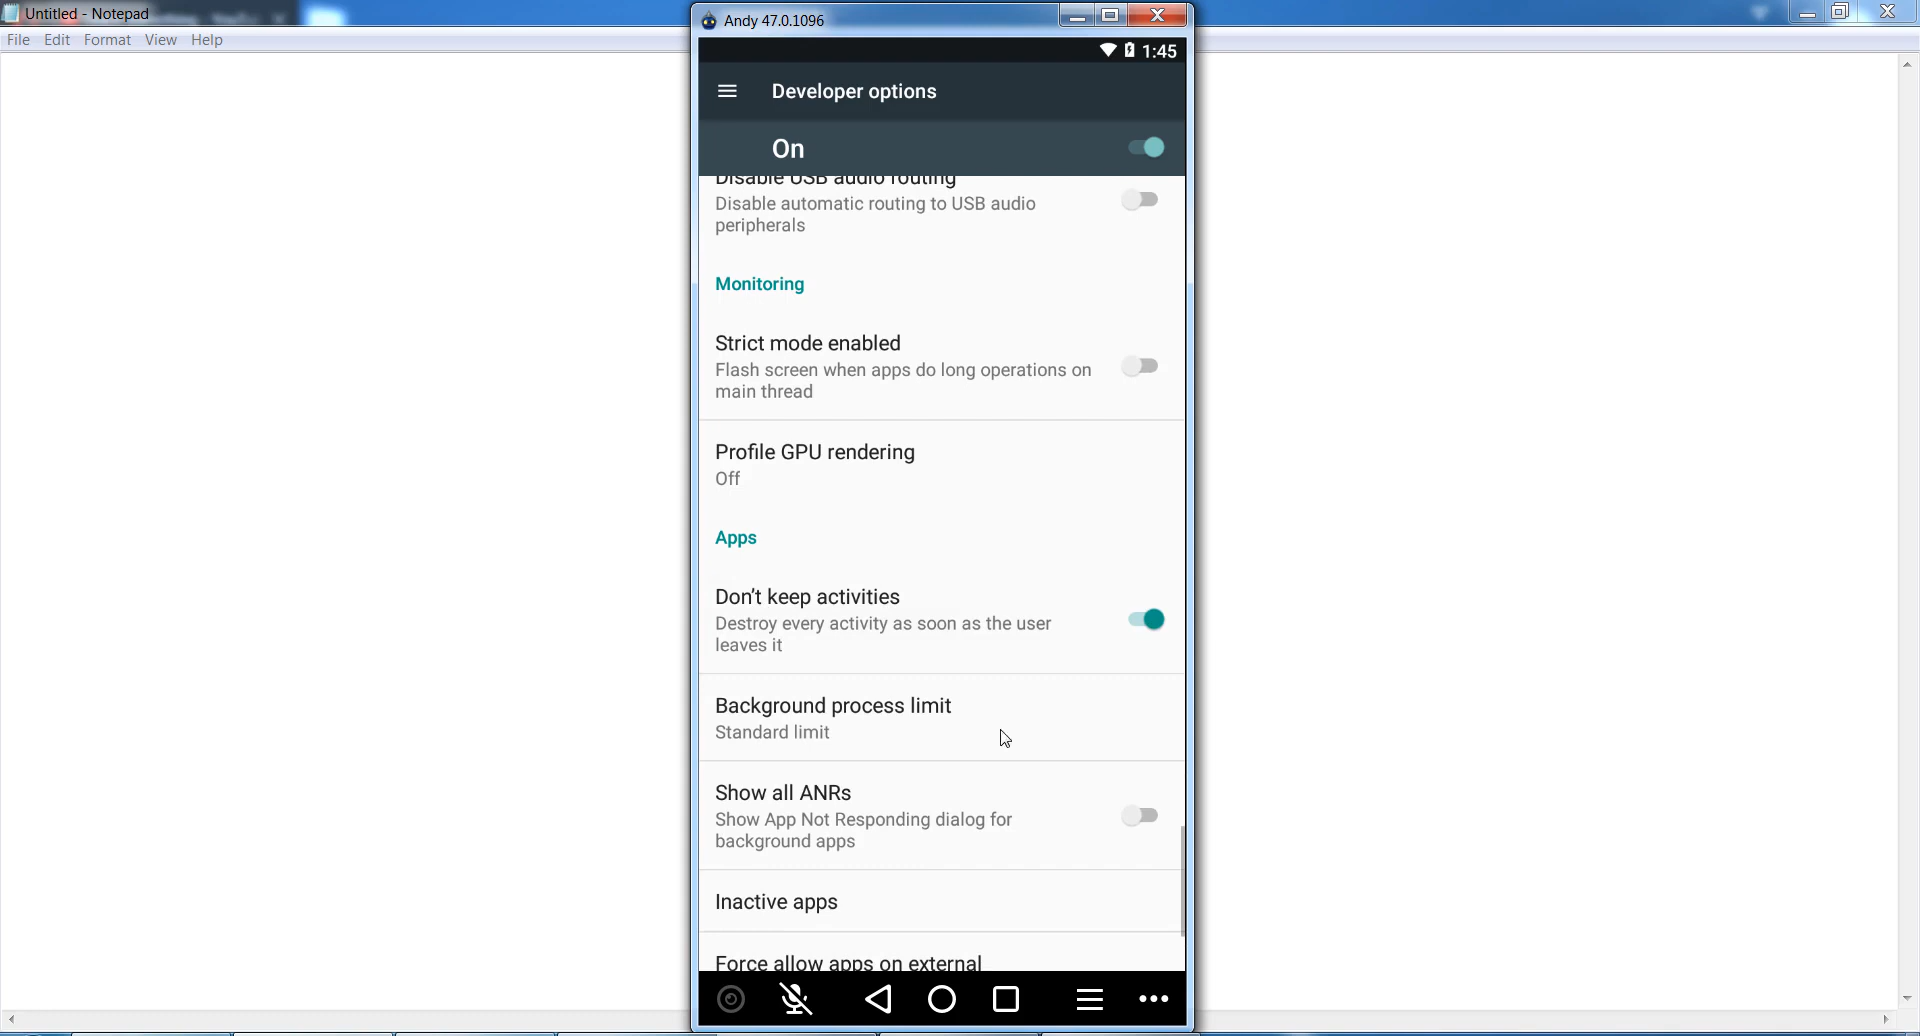 Untitled - Notepad
File Edit Format View Help
Andy 47.0.1096
1:45
Developer options
On
Disable USB audio routing
Disable automatic routing to USB audio
peripherals
Monitoring
Strict mode enabled
Flash screen when apps do long operations on
main thread
Profile GPU rendering
Off
Apps
Don't keep activities
Destroy every activity as soon as the user
leaves it
Background process limit
Standard limit
Show all ANRs
Show App Not Responding dialog for
background apps
Inactive apps
Force allow apps on external